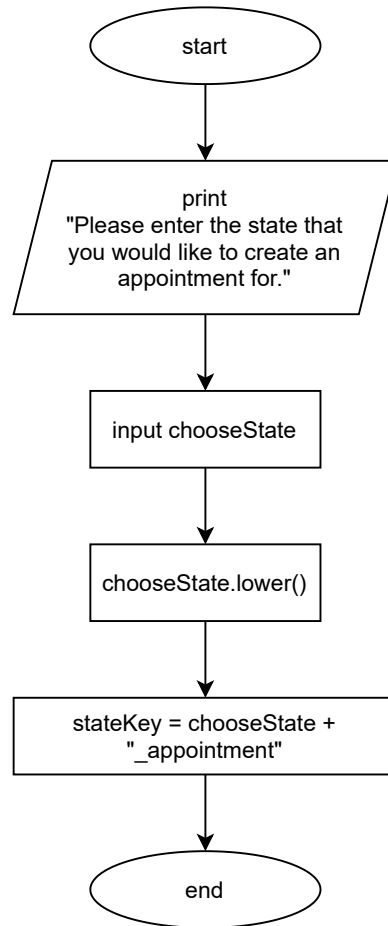 start
print
"Please enter the state that
you would like to create an
appointment for."
input chooseState
chooseState.lower()
stateKey = chooseState +
"_appointment"
end